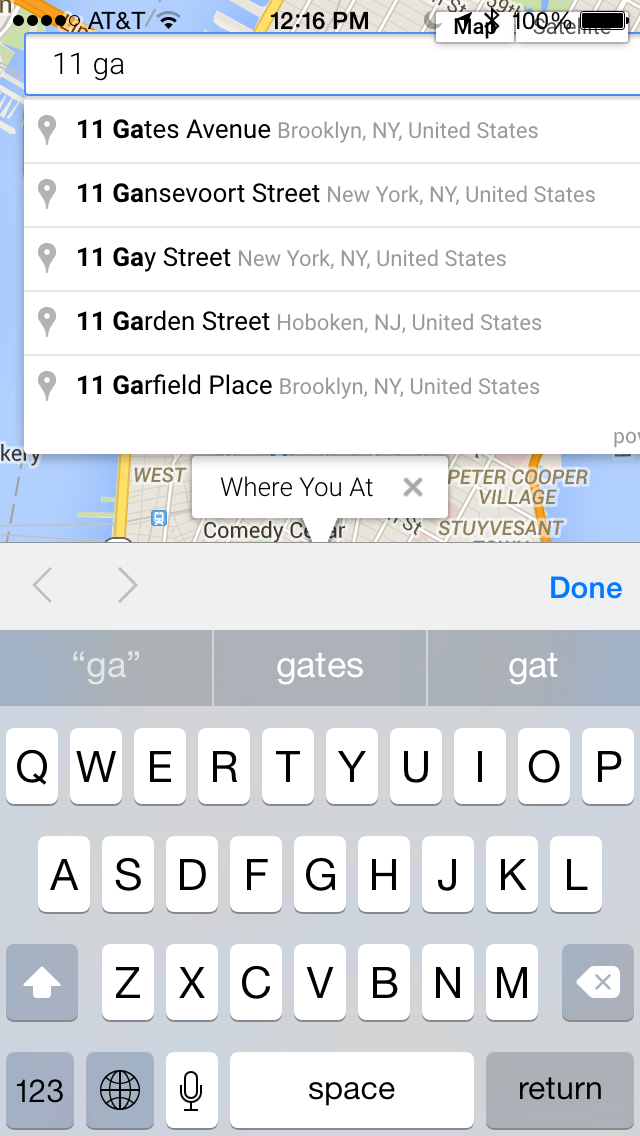 AT&T 12:16 PM 100%
Map Satellite
11 ga
11 Gates Avenue Brooklyn, NY, United States
11 Gansevoort Street New York, NY, United States
11 Gay Street New York, NY, United States
11 Garden Street Hoboken, NJ, United States
11 Garfield Place Brooklyn, NY, United States
pow
kery
WEST
Where You At
PETER COOPER
VILLAGE
Comedy Ce ar
STUYVESANT
Done
“ga” gates gat
Q W E R T Y U I O P
A S D F G H J K L
Z X C V B N M
123 space return